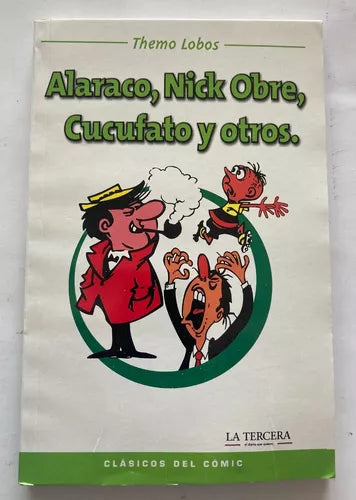 Themo Lobos
Alaraco, Nick Obre,
Cucufato y otros.
LA TERCERA
CLÁSICOS DEL CÓMIC